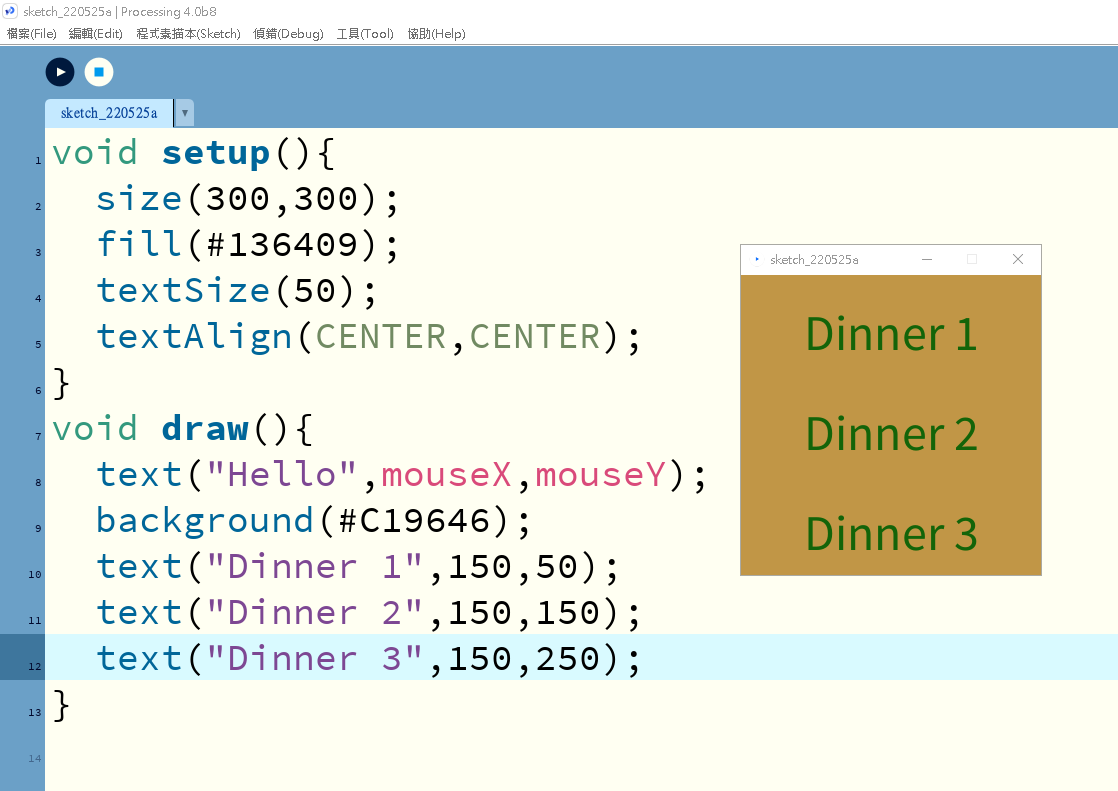 sketch_220525a | Processing 4.0b8
檔案(File) 編輯(Edit) 程式素描本(Sketch) 偵錯(Debug) 工具(Tool) 協助(Help)
sketch_220525a
1 void setup(){
2 size(300,300);
3 fill(#136409);
4 textSize(50);
5 textAlign(CENTER,CENTER);
6 }
7 void draw(){
8 text("Hello",mouseX,mouseY);
9 background(#C19646);
10 text("Dinner 1",150,50);
11 text("Dinner 2",150,150);
12 text("Dinner 3",150,250);
13 }
14
sketch_220525a
Dinner 1
Dinner 2
Dinner 3